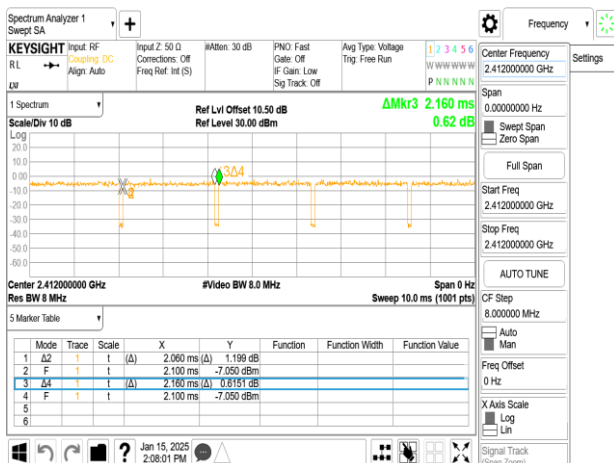 Spectrum Analyzer 1
Swept SA
Frequency
KEYSIGHT
RL
LXI
Input: RF
Coupling: DC
Align: Auto
Input Z: 50 Ω
Corrections: Off
Freq Ref: Int (S)
#Atten: 30 dB
PNO: Fast
Gate: Off
IF Gain: Low
Sig Track: Off
Avg Type: Voltage
Trig: Free Run
1 2 3 4 5 6
W W W W W W
P N N N N N
1 Spectrum
Scale/Div 10 dB
Ref Lvl Offset 10.50 dB
Ref Level 30.00 dBm
ΔMkr3 2.160 ms
0.62 dB
Log
20.0
10.0
0.00
-10.0
-20.0
-30.0
-40.0
-50.0
-60.0
3Δ4
Center 2.412000000 GHz
Res BW 8 MHz
#Video BW 8.0 MHz
Span 0 Hz
Sweep 10.0 ms (1001 pts)
5 Marker Table
Mode Trace Scale X Y Function Function Width Function Value
1 Δ2 1 t (Δ) 2.060 ms (Δ) 1.199 dB
2 F 1 t 2.100 ms -7.050 dBm
3 Δ4 1 t (Δ) 2.160 ms (Δ) 0.6151 dB
4 F 1 t 2.100 ms -7.050 dBm
5
6
?
Jan 15, 2025
2:08:01 PM
Center Frequency
2.412000000 GHz
Settings
Span
0.00000000 Hz
Swept Span
Zero Span
Full Span
Start Freq
2.412000000 GHz
Stop Freq
2.412000000 GHz
AUTO TUNE
CF Step
8.000000 MHz
Auto
Man
Freq Offset
0 Hz
X Axis Scale
Log
Lin
Signal Track
(Span Zoom)